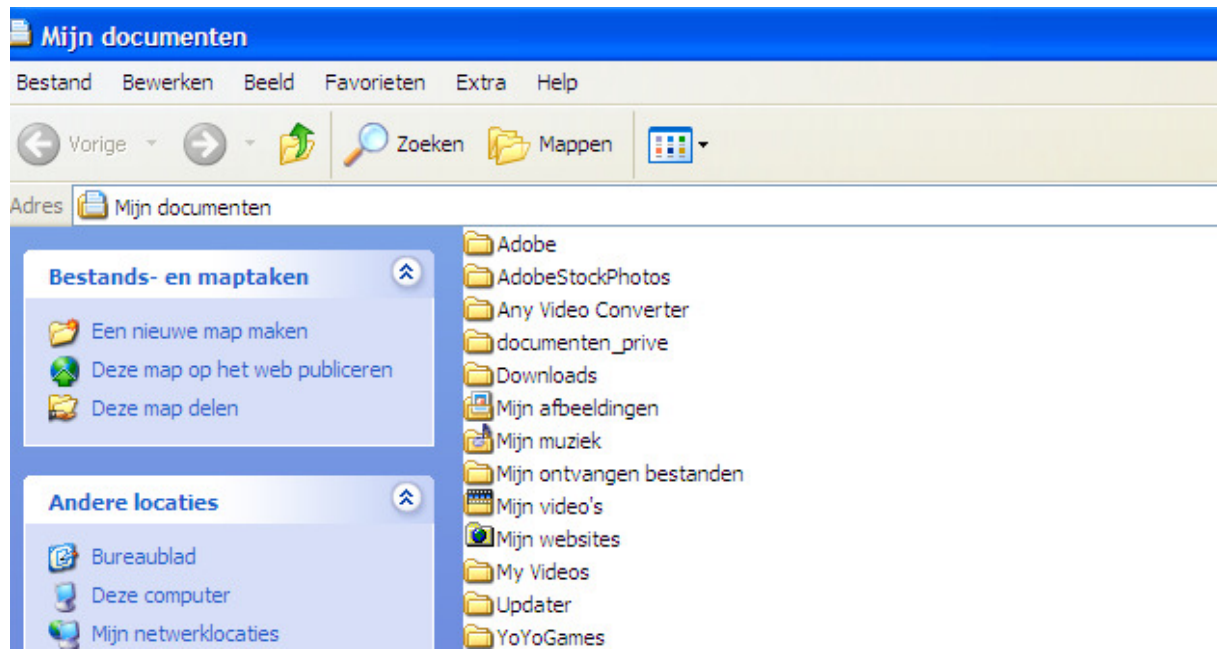 Mijn documenten
Bestand Bewerken Beeld Favorieten Extra Help
Vorige Zoeken Mappen
Adres Mijn documenten
Bestands- en maptaken
Een nieuwe map maken
Deze map op het web publiceren
Deze map delen
Andere locaties
Bureaublad
Deze computer
Mijn netwerklocaties
Adobe
AdobeStockPhotos
Any Video Converter
documenten_prive
Downloads
Mijn afbeeldingen
Mijn muziek
Mijn ontvangen bestanden
Mijn video's
Mijn websites
My Videos
Updater
YoYoGames